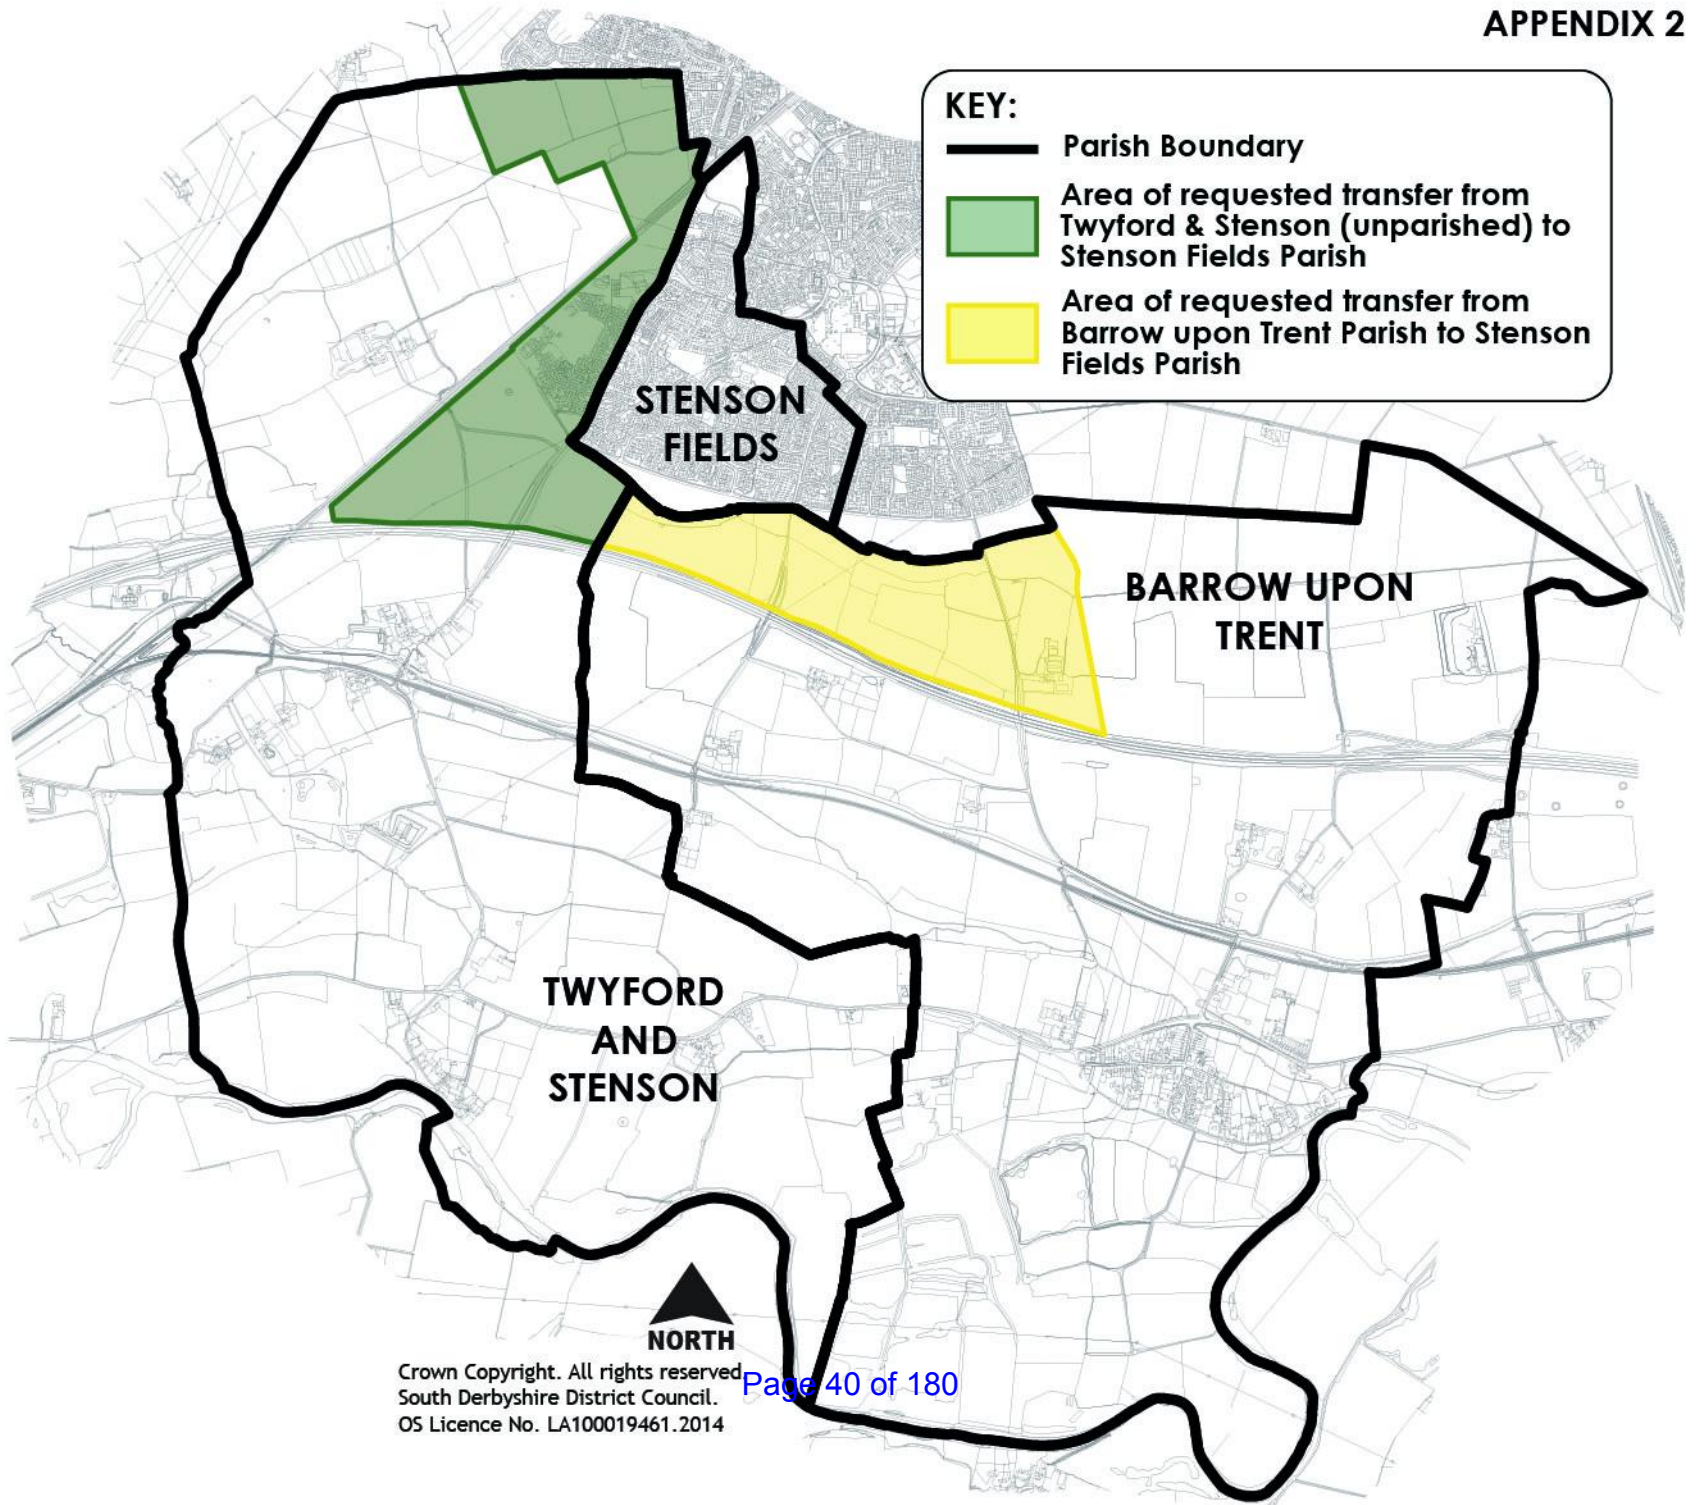 APPENDIX 2
KEY:
Parish Boundary
Area of requested transfer from
Twyford & Stenson (unparished) to
Stenson Fields Parish
Area of requested transfer from
Barrow upon Trent Parish to Stenson
Fields Parish
STENSON
FIELDS
BARROW UPON
TRENT
TWYFORD
AND
STENSON
NORTH
Crown Copyright. All rights reserved.
South Derbyshire District Council.
OS Licence No. LA100019461.2014
Page 40 of 180